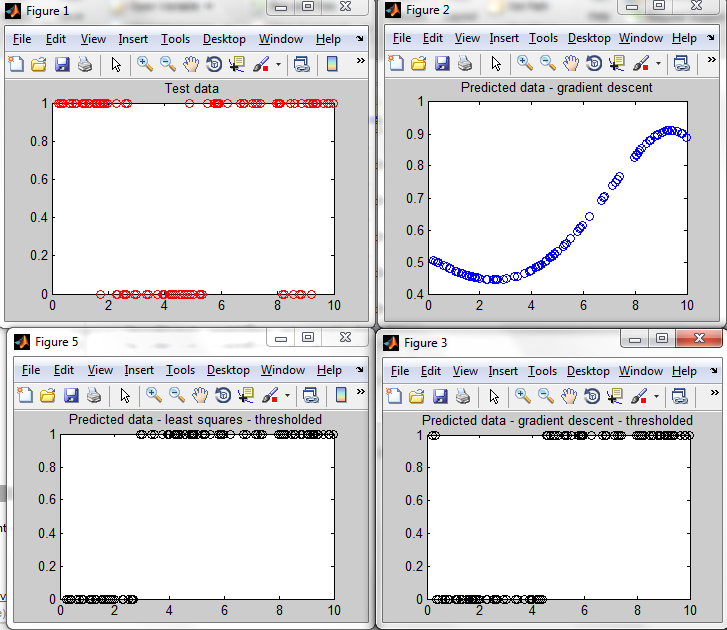 Figure 1
File Edit View Insert Tools Desktop Window Help
Test data
1
0.8
0.6
0.4
0.2
0
0 2 4 6 8 10
Figure 2
File Edit View Insert Tools Desktop Window Help
Predicted data - gradient descent
1
0.9
0.8
0.7
0.6
0.5
0.4
0 2 4 6 8 10
Figure 5
File Edit View Insert Tools Desktop Window Help
Predicted data - least squares - thresholded
1
0.8
0.6
0.4
0.2
0
0 2 4 6 8 10
Figure 3
File Edit View Insert Tools Desktop Window Help
Predicted data - gradient descent - thresholded
1
0.8
0.6
0.4
0.2
0
0 2 4 6 8 10